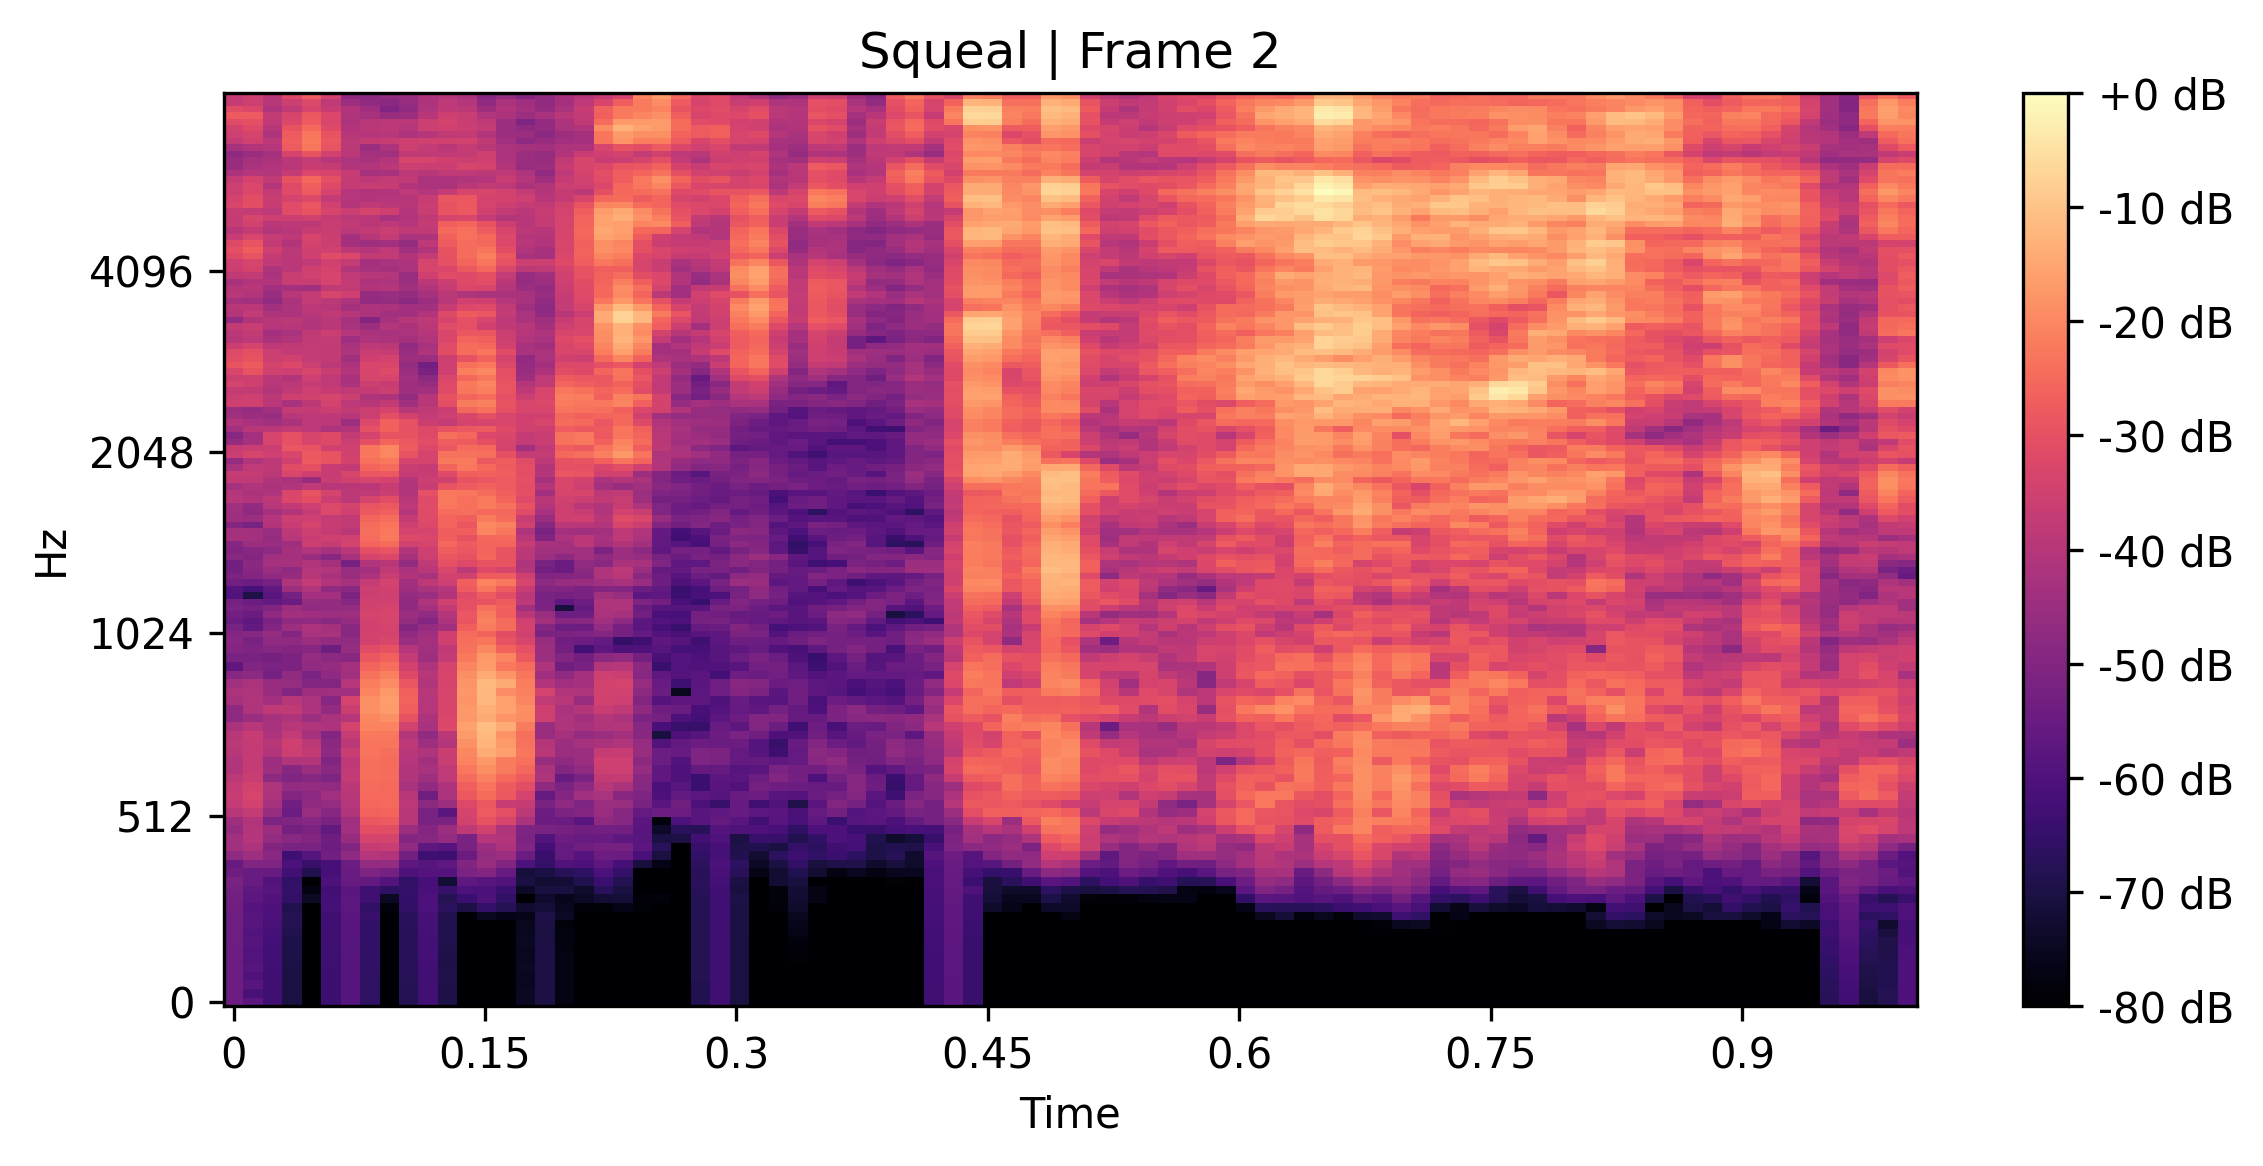 Squeal | Frame 2
Hz
4096
2048
1024
512
0
0 0.15 0.3 0.45 0.6 0.75 0.9
Time
+0 dB
-10 dB
-20 dB
-30 dB
-40 dB
-50 dB
-60 dB
-70 dB
-80 dB